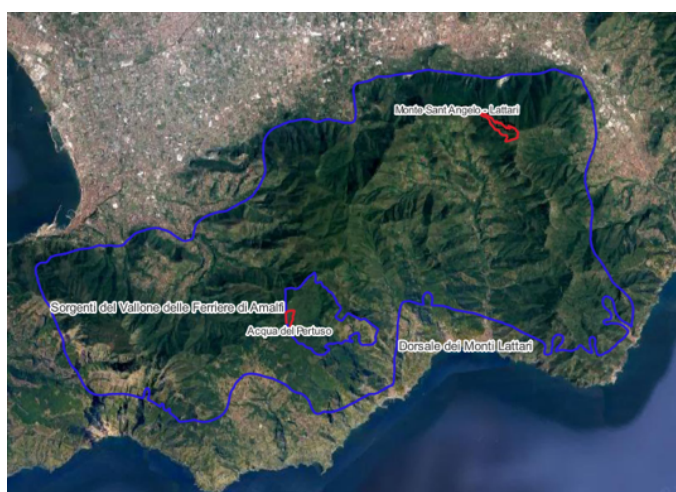 Monte Sant Angelo - Lattari
Sorgenti del Vallone delle Ferriere di Amalfi
Acqua del Pertuso
Dorsale dei Monti Lattari